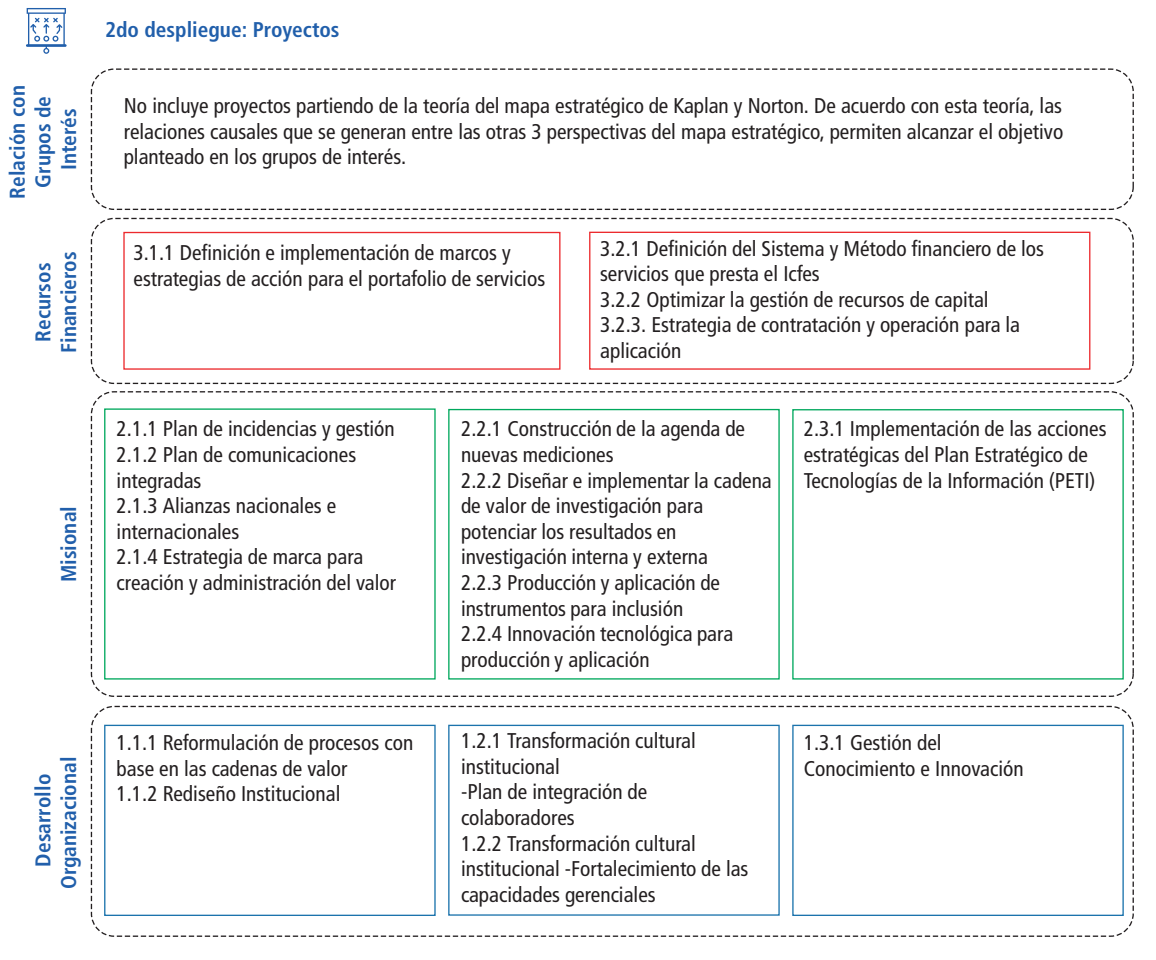 2do despliegue: Proyectos
Relación con
Grupos de
Interés
No incluye proyectos partiendo de la teoría del mapa estratégico de Kaplan y Norton. De acuerdo con esta teoría, las
relaciones causales que se generan entre las otras 3 perspectivas del mapa estratégico, permiten alcanzar el objetivo
planteado en los grupos de interés.
Recursos
Financieros
3.1.1 Definición e implementación de marcos y
estrategias de acción para el portafolio de servicios
3.2.1 Definición del Sistema y Método financiero de los
servicios que presta el Icfes
3.2.2 Optimizar la gestión de recursos de capital
3.2.3. Estrategia de contratación y operación para la
aplicación
Misional
2.1.1 Plan de incidencias y gestión
2.1.2 Plan de comunicaciones
integradas
2.1.3 Alianzas nacionales e
internacionales
2.1.4 Estrategia de marca para
creación y administración del valor
2.2.1 Construcción de la agenda de
nuevas mediciones
2.2.2 Diseñar e implementar la cadena
de valor de investigación para
potenciar los resultados en
investigación interna y externa
2.2.3 Producción y aplicación de
instrumentos para inclusión
2.2.4 Innovación tecnológica para
producción y aplicación
2.3.1 Implementación de las acciones
estratégicas del Plan Estratégico de
Tecnologías de la Información (PETI)
Desarrollo
Organizacional
1.1.1 Reformulación de procesos con
base en las cadenas de valor
1.1.2 Rediseño Institucional
1.2.1 Transformación cultural
institucional
-Plan de integración de
colaboradores
1.2.2 Transformación cultural
institucional -Fortalecimiento de las
capacidades gerenciales
1.3.1 Gestión del
Conocimiento e Innovación